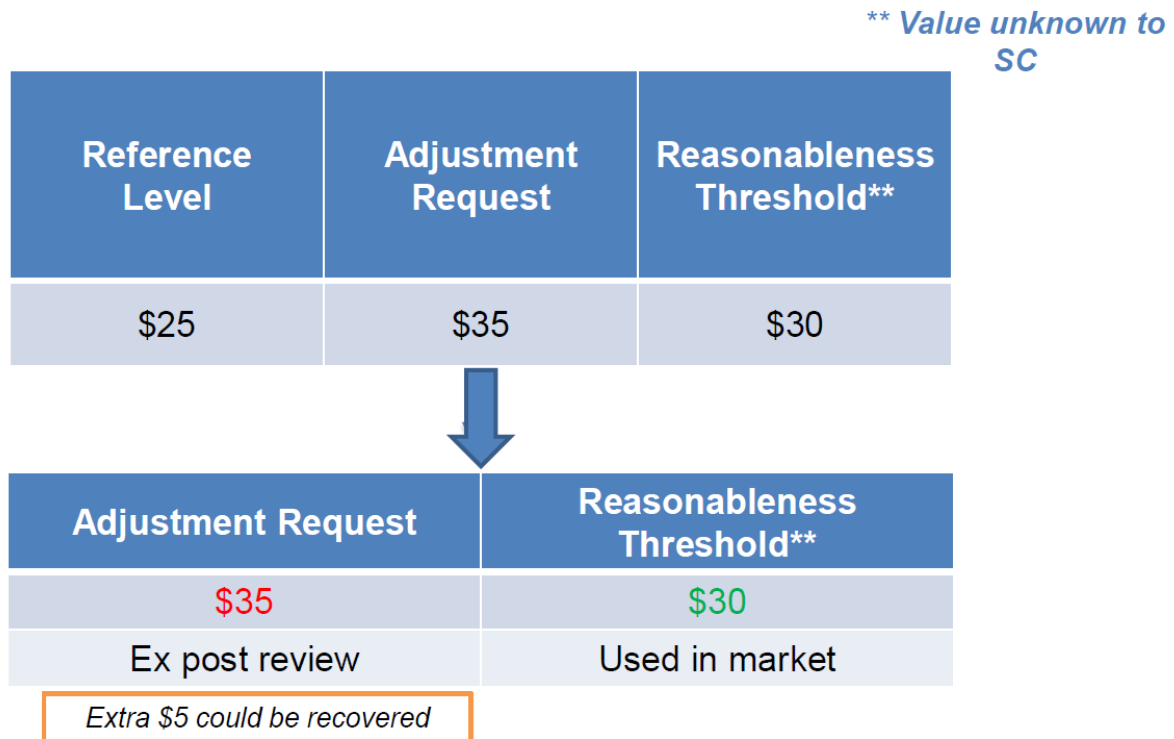 ** Value unknown to
SC
Reference
Level
Adjustment
Request
Reasonableness
Threshold**
$25
$35
$30
Adjustment Request
Reasonableness
Threshold**
$35
$30
Ex post review
Used in market
Extra $5 could be recovered